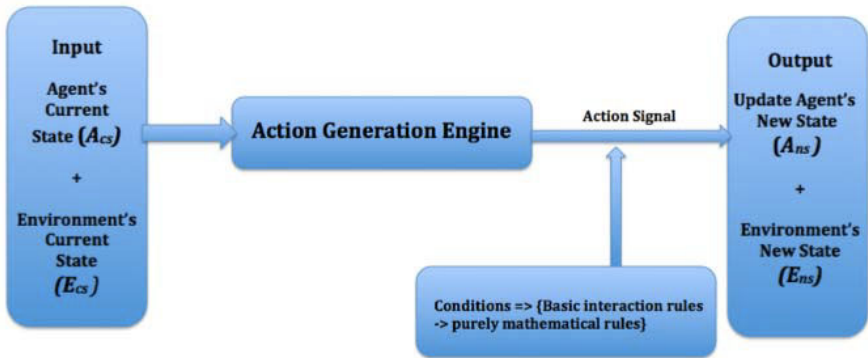 Input
Agent's
Current
State (Acs)
+
Environment's
Current
State
(Ecs)
Action Generation Engine
Action Signal
Conditions => {Basic interaction rules
-> purely mathematical rules}
Output
Update Agent's
New State
(Ans)
+
Environment's
New State
(Ens)